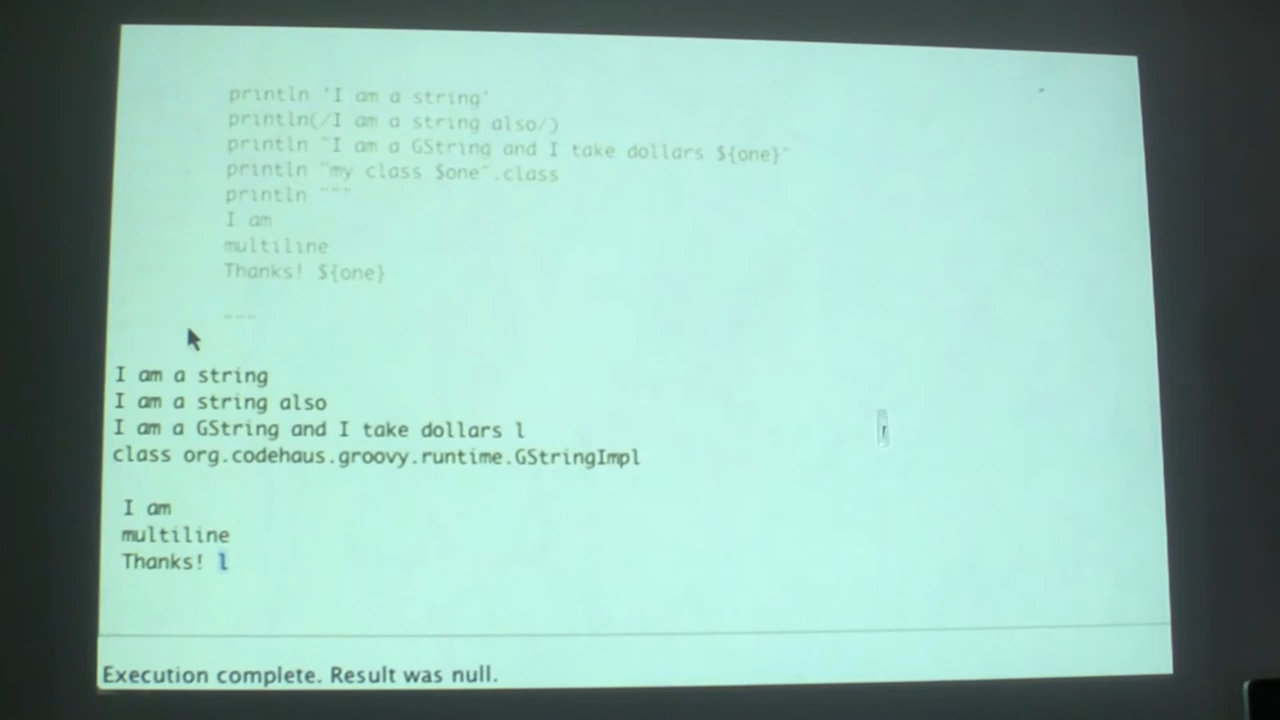 println 'I am a string'
println(/I am a string also/)
println "I am a GString and I take dollars ${one}"
println "my class $one".class
println """
I am
multiline
Thanks! ${one}
"""
I am a string
I am a string also
I am a GString and I take dollars l
class org.codehaus.groovy.runtime.GStringImpl
I am
multiline
Thanks! l
Execution complete. Result was null.